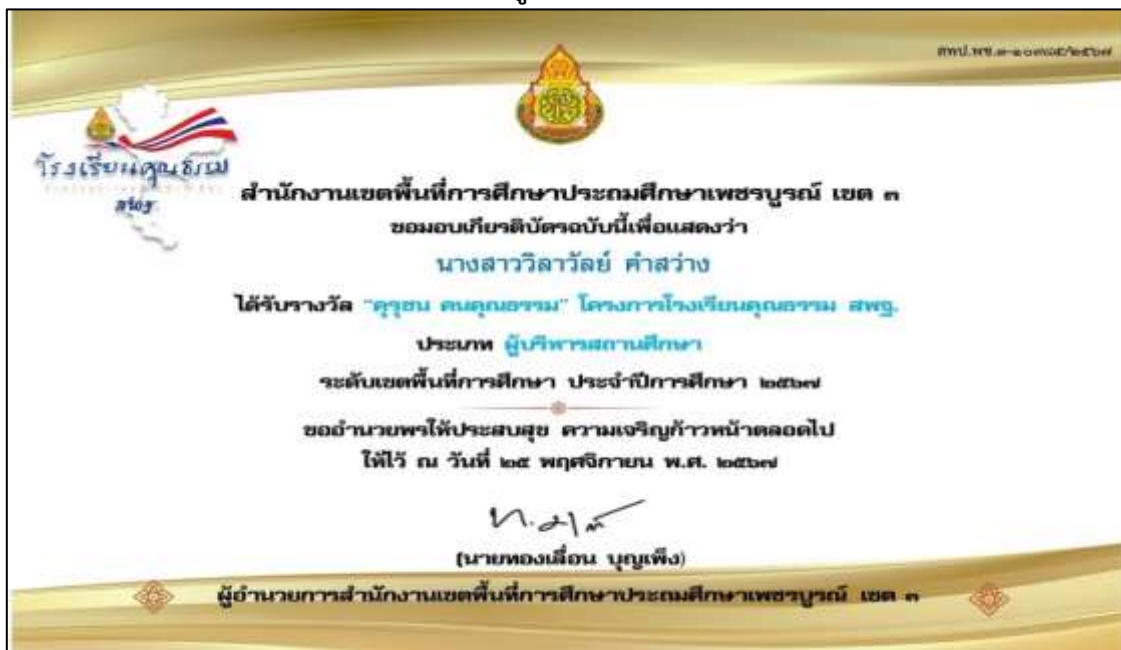 โรงเรียนคุณธรรม
สพฐ.
สำนักงานเขตพื้นที่การศึกษาประถมศึกษาเพชรบูรณ์ เขต ๓
ขอมอบเกียรติบัตรฉบับนี้เพื่อแสดงว่า
นางสาววิลาวัลย์ คำสว่าง
ได้รับรางวัล "คุรุชน คนคุณธรรม" โครงการโรงเรียนคุณธรรม สพฐ.
ประเภท ผู้บริหารสถานศึกษา
ระดับเขตพื้นที่การศึกษา ประจำปีการศึกษา ๒๕๖๗
ขออำนวยพรให้ประสบสุข ความเจริญก้าวหน้าตลอดไป
ให้ไว้ ณ วันที่ ๒๕ พฤศจิกายน พ.ศ. ๒๕๖๗
(นายทองเลื่อน บุญเพ็ง)
ผู้อำนวยการสำนักงานเขตพื้นที่การศึกษาประถมศึกษาเพชรบูรณ์ เขต ๓